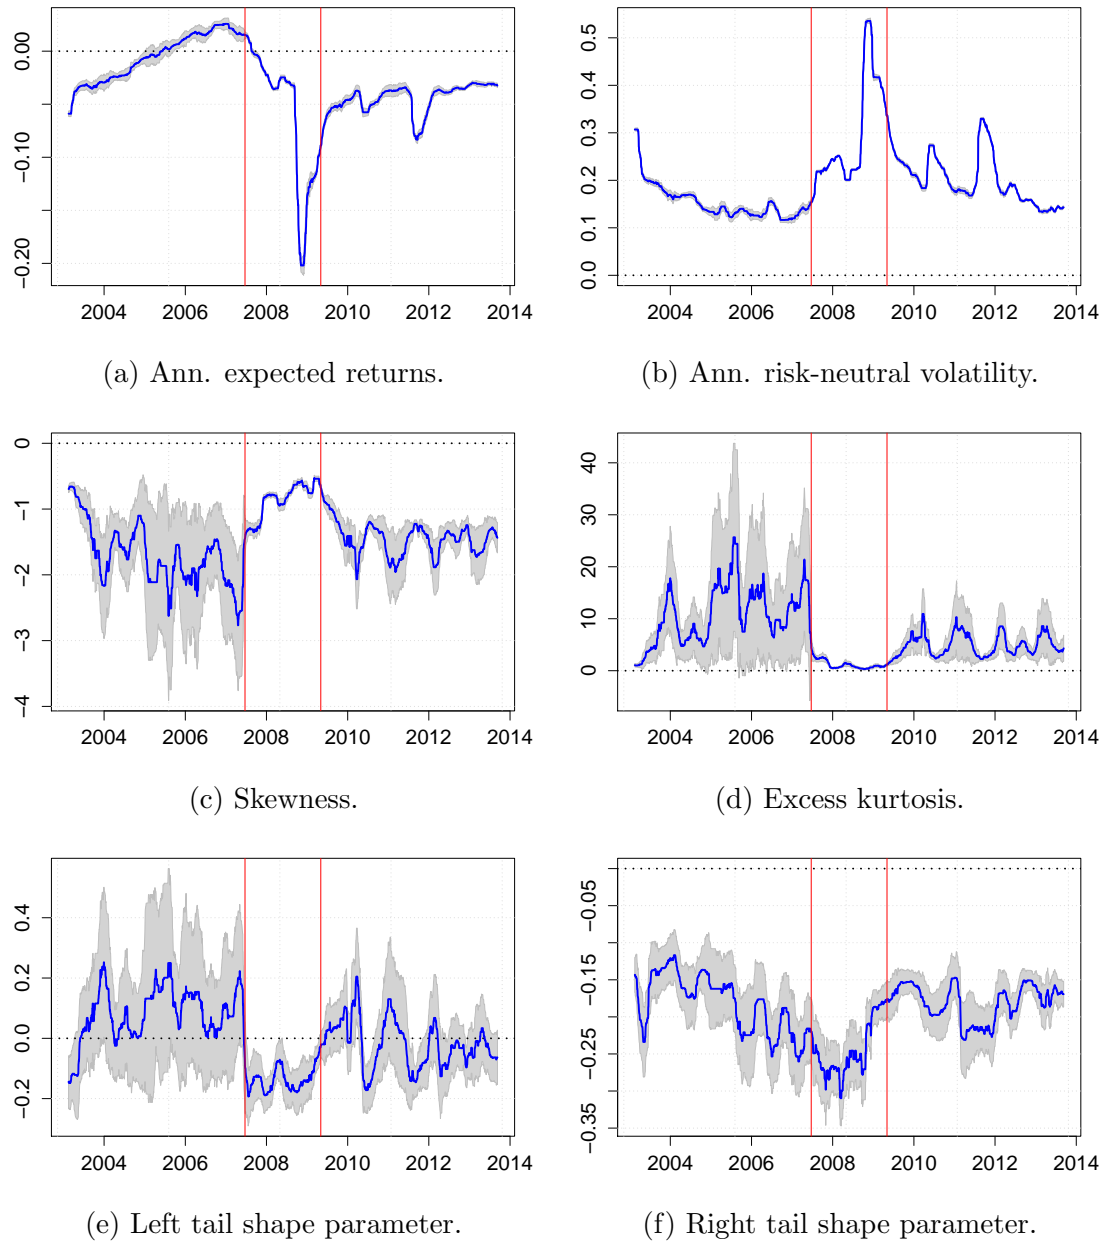 0.00
−0.10
−0.20
2004 2006 2008 2010 2012 2014
(a) Ann. expected returns.
0.5
0.4
0.3
0.2
0.1
0.0
2004 2006 2008 2010 2012 2014
(b) Ann. risk-neutral volatility.
0
−1
−2
−3
−4
2004 2006 2008 2010 2012 2014
(c) Skewness.
40
30
20
10
0
2004 2006 2008 2010 2012 2014
(d) Excess kurtosis.
0.4
0.2
0.0
−0.2
2004 2006 2008 2010 2012 2014
(e) Left tail shape parameter.
−0.05
−0.15
−0.25
−0.35
2004 2006 2008 2010 2012 2014
(f) Right tail shape parameter.